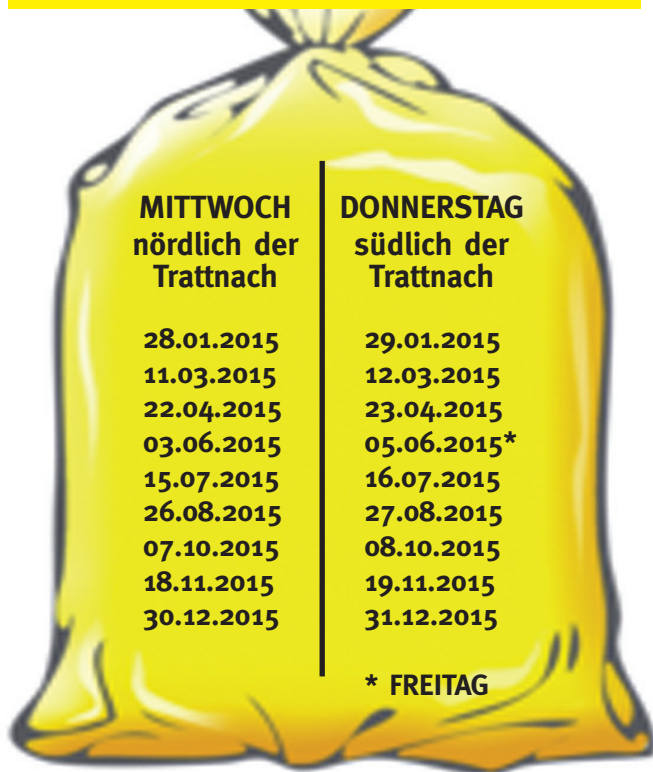 MITTWOCH
nördlich der
Trattnach
28.01.2015
11.03.2015
22.04.2015
03.06.2015
15.07.2015
26.08.2015
07.10.2015
18.11.2015
30.12.2015
DONNERSTAG
südlich der
Trattnach
29.01.2015
12.03.2015
23.04.2015
05.06.2015*
16.07.2015
27.08.2015
08.10.2015
19.11.2015
31.12.2015
* FREITAG